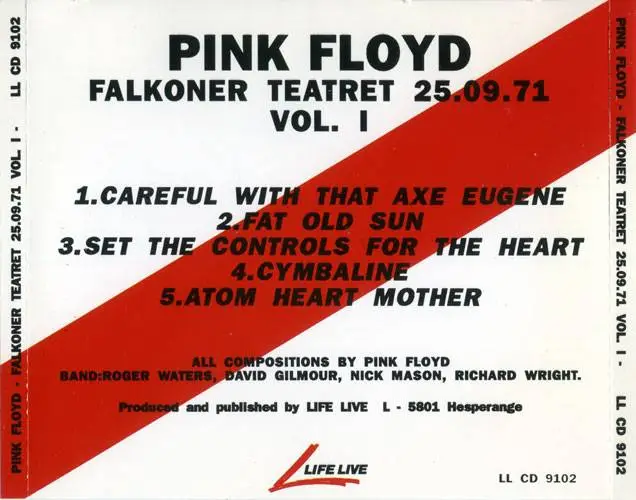 PINK FLOYD
FALKONER TEATRET 25.09.71
VOL. I
1.CAREFUL WITH THAT AXE EUGENE
2.FAT OLD SUN
3.SET THE CONTROLS FOR THE HEART
4.CYMBALINE
5.ATOM HEART MOTHER
ALL COMPOSITIONS BY PINK FLOYD
BAND:ROGER WATERS, DAVID GILMOUR, NICK MASON, RICHARD WRIGHT.
Produced and published by LIFE LIVE L - 5801 Hesperange
LIFE LIVE
LL CD 9102
PINK FLOYD - FALKONER TEATRET 25.09.71 VOL. I - LL CD 9102
PINK FLOYD - FALKONER TEATRET 25.09.71 VOL. I - LL CD 9102